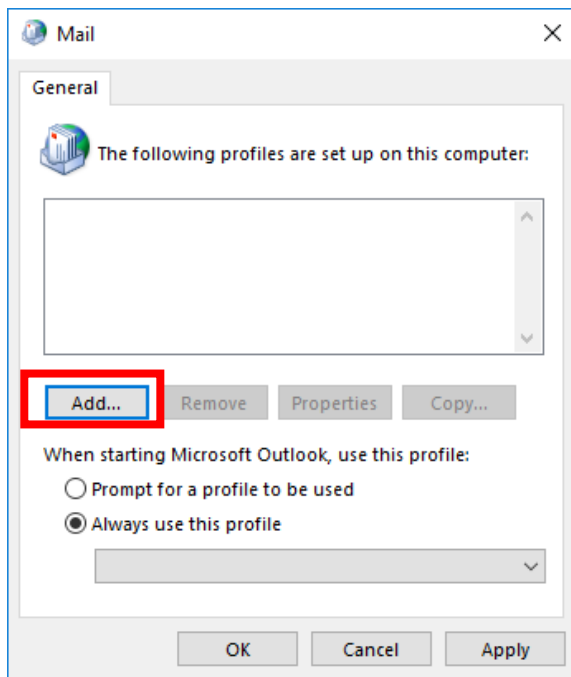 Mail
General
The following profiles are set up on this computer:
Add...
Remove
Properties
Copy...
When starting Microsoft Outlook, use this profile:
Prompt for a profile to be used
Always use this profile
OK
Cancel
Apply